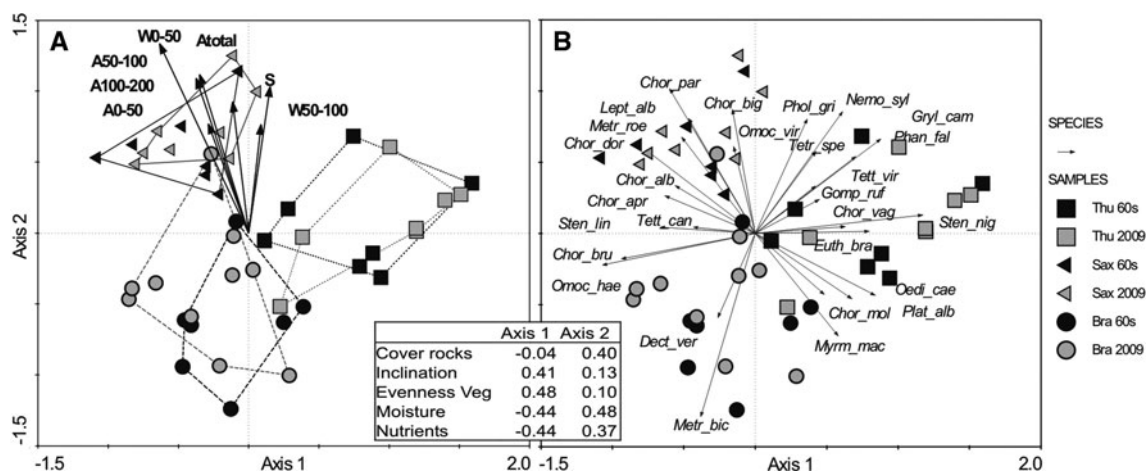 1.5
A
W0-50
Atotal
A50-100
A100-200
A0-50
S
W50-100
Axis 2
-1.5
-1.5
Axis 1
2.0
Axis 1 Axis 2
Cover rocks -0.04 0.40
Inclination 0.41 0.13
Evenness Veg 0.48 0.10
Moisture -0.44 0.48
Nutrients -0.44 0.37
B
Chor_par
Lept_alb
Chor_big
Phol_gri
Nemo_syl
Metr_roe
Omoc_vir
Gryl_cam
Chor_dor
Tetr_spe
Phan_fal
Chor_alb
Tett_vir
Chor_apr
Gomp_ruf
Sten_lin
Tett_can
Chor_vag
Sten_nig
Chor_bru
Euth_bra
Omoc_hae
Oedi_cae
Chor_mol
Plat_alb
Dect_ver
Myrm_mac
Metr_bic
-1.5
Axis 1
2.0
SPECIES
SAMPLES
Thu 60s
Thu 2009
Sax 60s
Sax 2009
Bra 60s
Bra 2009